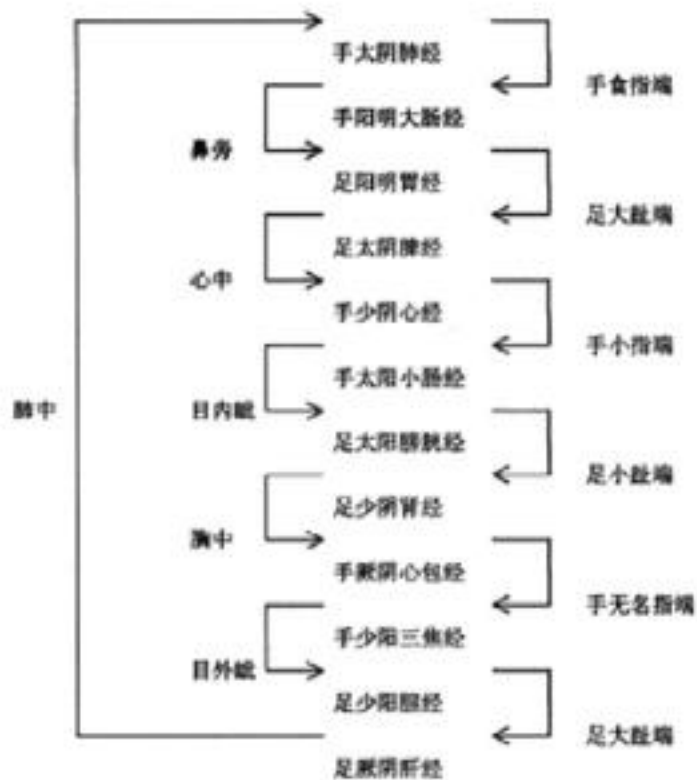 手太阴肺经
手食指端
手阳明大肠经
鼻旁
足阳明胃经
足大趾端
足太阴脾经
心中
手少阴心经
手小指端
手太阳小肠经
肺中
目内眦
足太阳膀胱经
足小趾端
足少阴肾经
胸中
手厥阴心包经
手无名指端
手少阳三焦经
目外眦
足少阳胆经
足大趾端
足厥阴肝经